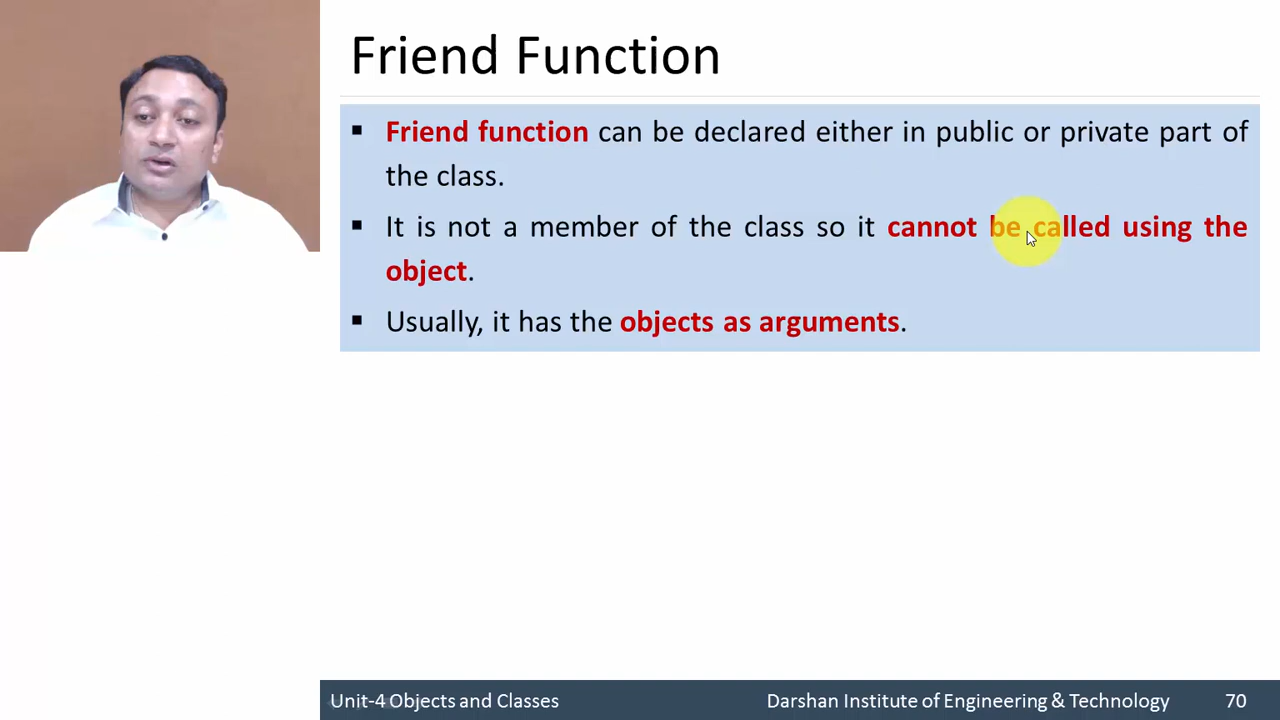 Friend Function
▪ Friend function can be declared either in public or private part of
the class.
▪ It is not a member of the class so it cannot be called using the
object.
▪ Usually, it has the objects as arguments.
Unit-4 Objects and Classes
Darshan Institute of Engineering & Technology
70